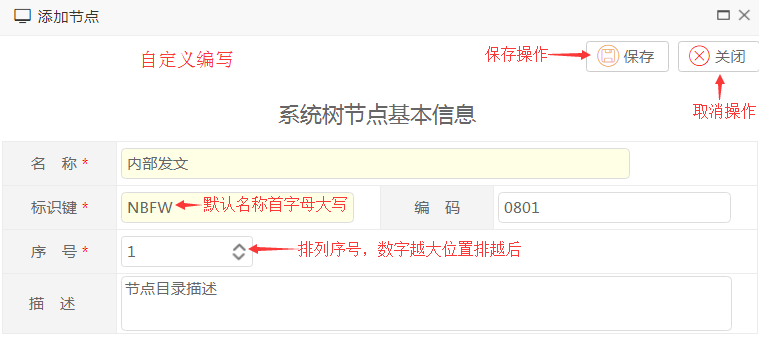 添加节点
自定义编写
保存操作
保存
关闭
取消操作
系统树节点基本信息
名 称 * 内部发文
标识键 * NBFW 默认名称首字母大写 编 码 0801
序 号 * 1 排列序号，数字越大位置排越后
描 述 节点目录描述